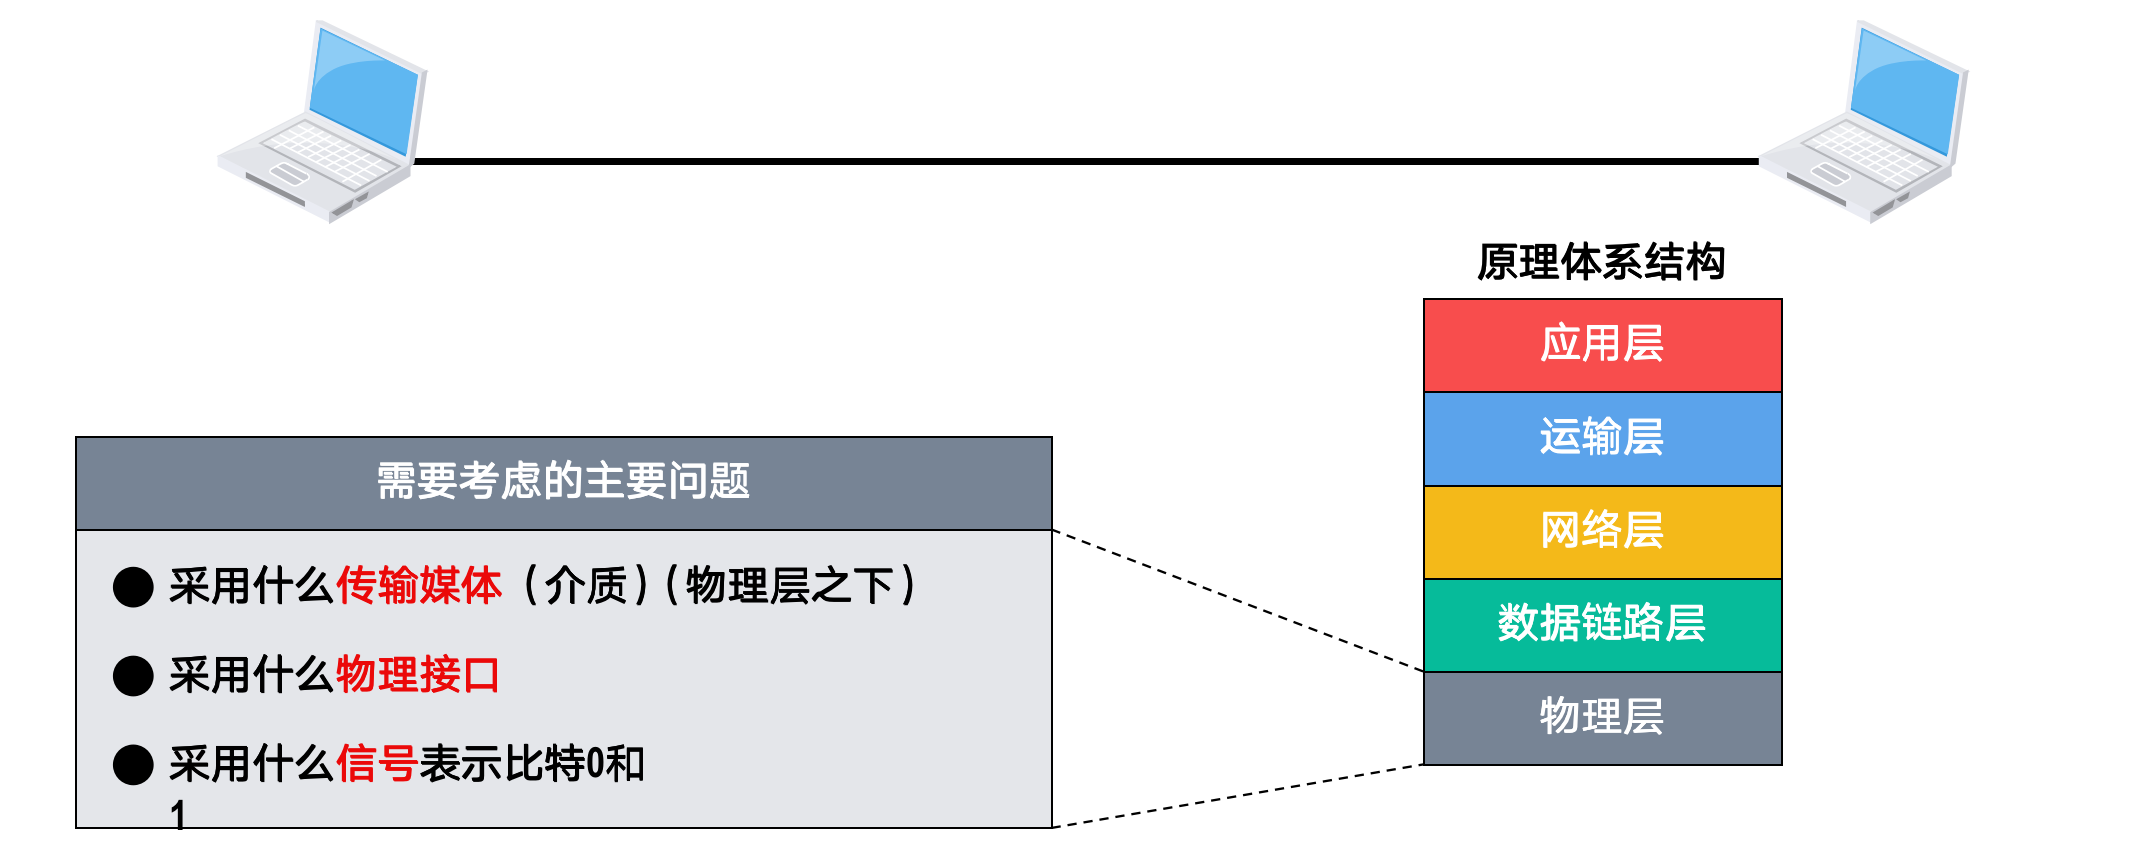 原理体系结构
应用层
运输层
网络层
数据链路层
物理层
需要考虑的主要问题
● 采用什么传输媒体（介质）（物理层之下）
● 采用什么物理接口
● 采用什么信号表示比特0和
1